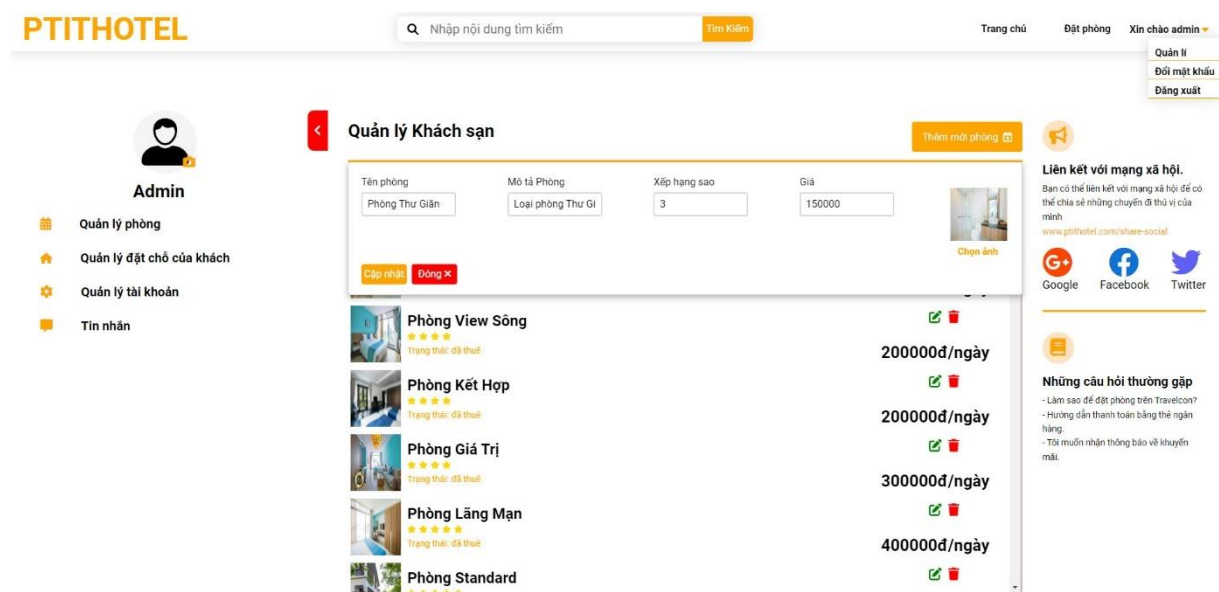 PTITHOTEL
Nhập nội dung tìm kiếm
Tìm Kiếm
Trang chủ
Đặt phòng
Xin chào admin
Quản lí
Đổi mật khẩu
Đăng xuất
Admin
Quản lý phòng
Quản lý đặt chỗ của khách
Quản lý tài khoản
Tin nhắn
Quản lý Khách sạn
Thêm mới phòng
Tên phòng
Mô tả Phòng
Xếp hạng sao
Giá
Phòng Thư Giãn
Loại phòng Thư Gi
3
150000
Chọn ảnh
Cập nhật
Đóng
Phòng View Sông
Trạng thái: đã thuê
200000đ/ngày
Phòng Kết Hợp
Trạng thái: đã thuê
200000đ/ngày
Phòng Giá Trị
Trạng thái: đã thuê
300000đ/ngày
Phòng Lãng Mạn
Trạng thái: đã thuê
400000đ/ngày
Phòng Standard
Liên kết với mạng xã hội.
Bạn có thể liên kết với mạng xã hội để có
thể chia sẻ những chuyến đi thú vị của
mình
www.ptithotel.com/share-social
Google
Facebook
Twitter
Những câu hỏi thường gặp
- Làm sao để đặt phòng trên Travelcon?
- Hướng dẫn thanh toán bằng thẻ ngân
hàng.
- Tôi muốn nhận thông báo về khuyến
mãi.